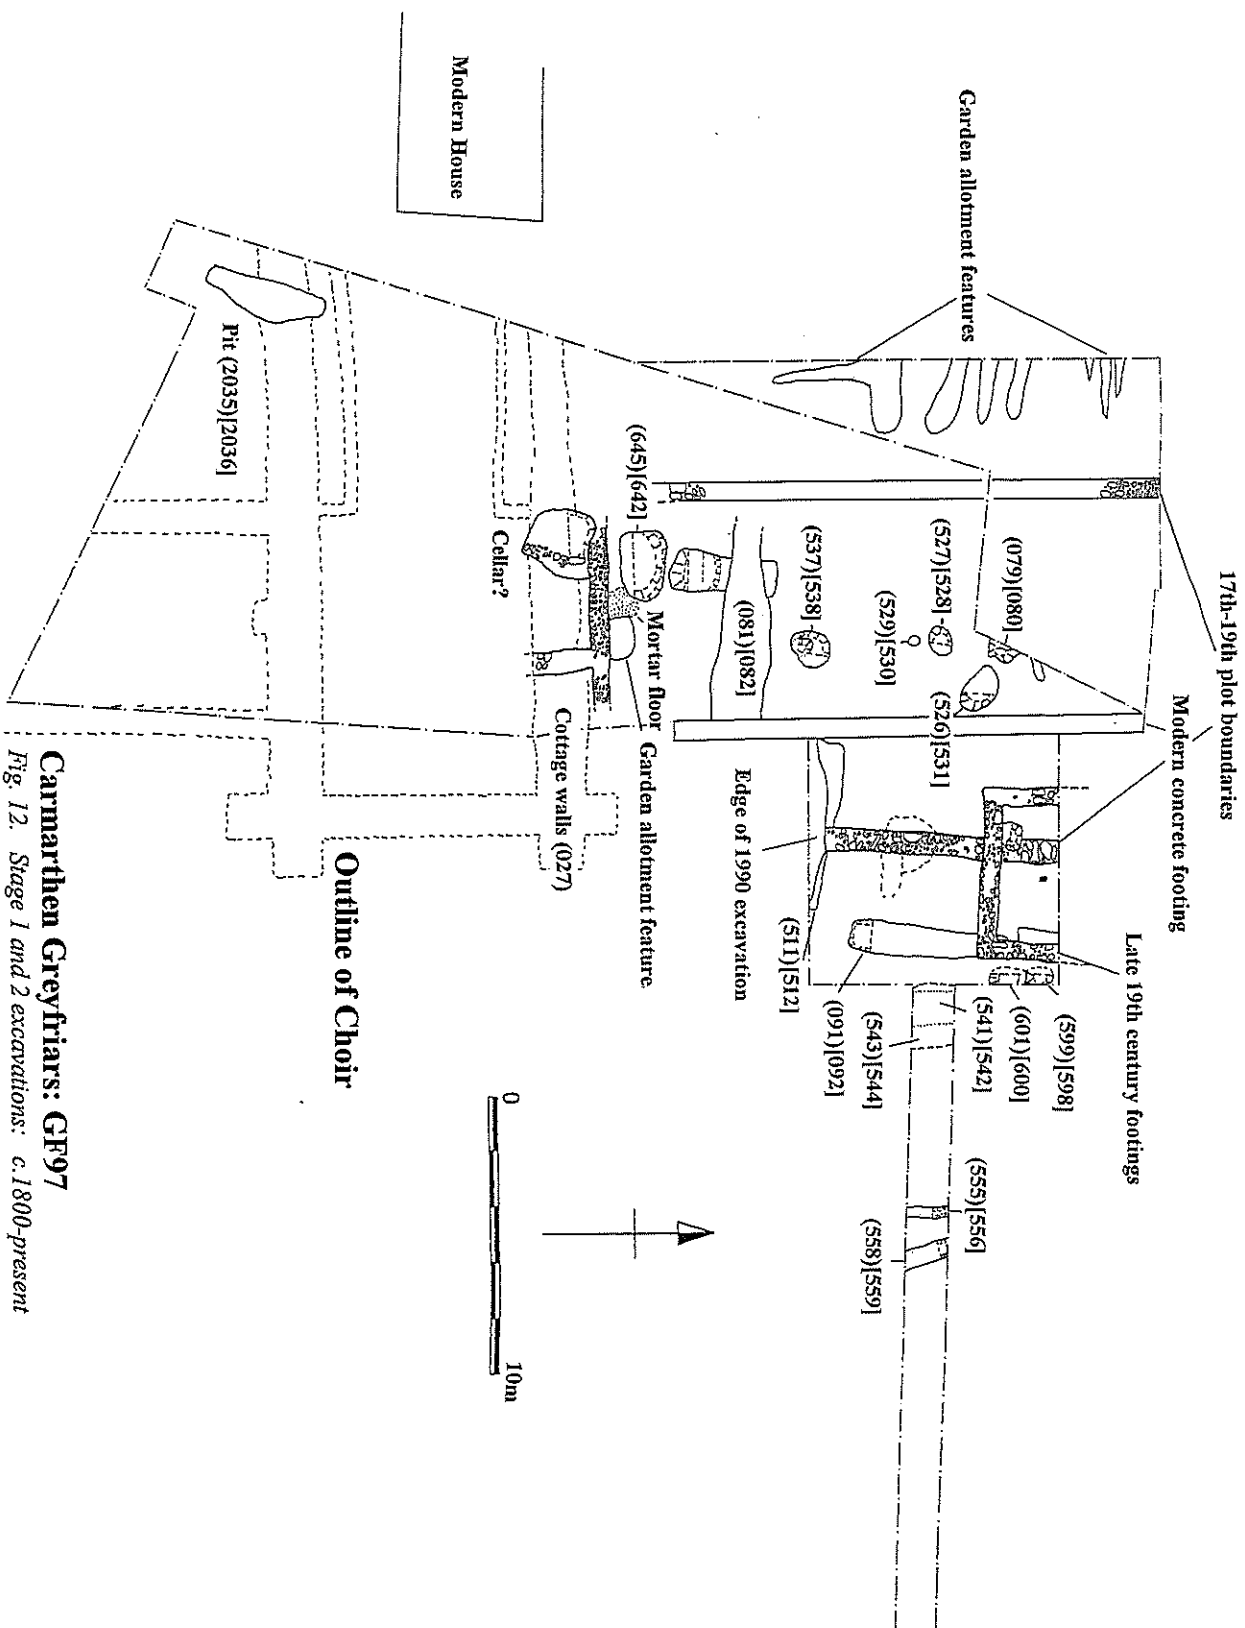 Modern House
Garden allotment features
17th-19th plot boundaries
Modern concrete footing
Late 19th century footings
(079)[080]
(527)[528]
(529)[530]
(537)[538]
(526)[531]
(081)[082]
(645)[642]
Mortar floor
Garden allotment feature
Cellar?
Cottage walls (027)
Pit (2035)[2036]
Edge of 1990 excavation
(511)[512]
(091)[092]
(543)[544]
(541)[542]
(601)[600]
(599)[598]
(555)[556]
(558)[559]
Outline of Choir
0
10m
Carmarthen Greyfriars: GF97
Fig. 12. Stage 1 and 2 excavations: c.1800-present